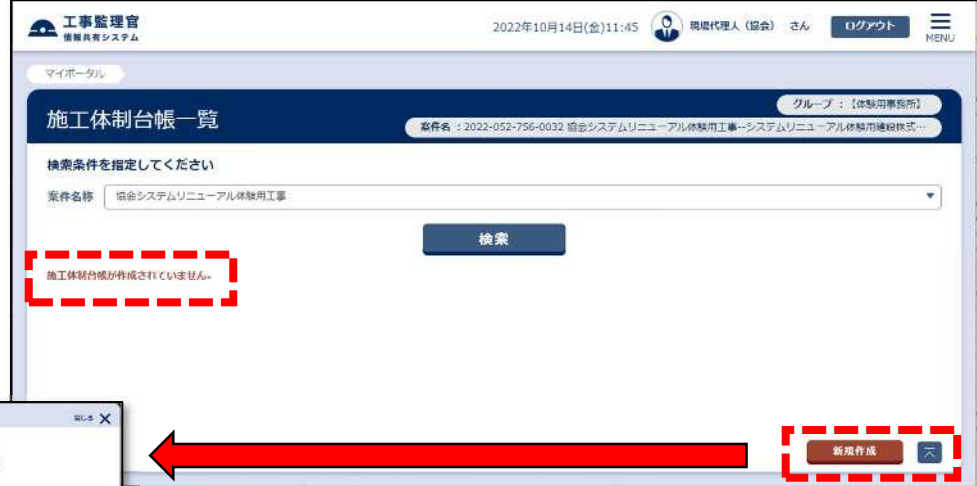 工事監理官
情報共有システム
2022年10月14日(金)11:45
現場代理人（協会） さん
ログアウト
MENU
マイポータル
施工体制台帳一覧
グループ：【体験用事務所】
案件名：2022-052-756-0032 協会システムリニューアル体験用工事--システムリニューアル体験用建設株式…
検索条件を指定してください
案件名称 協会システムリニューアル体験用工事
検索
施工体制台帳が作成されていません。
閉じる
新規作成